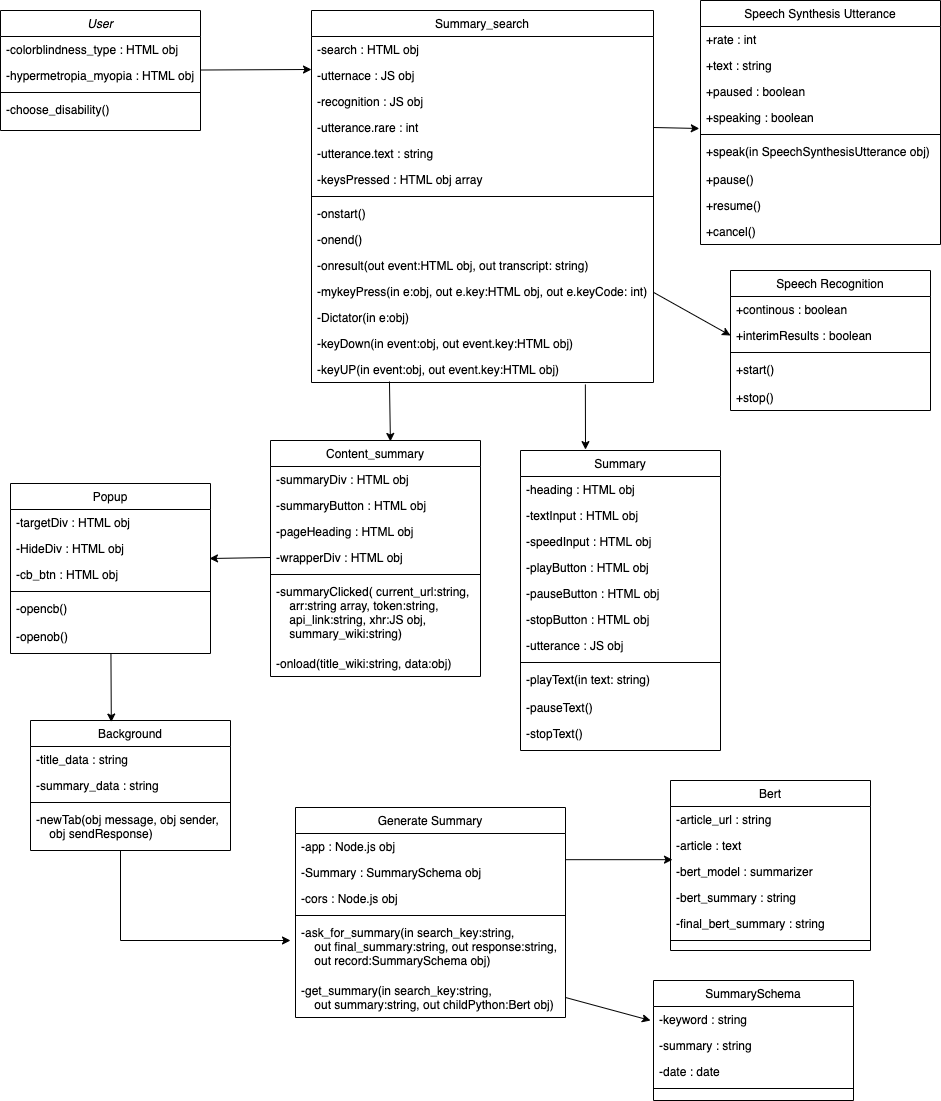 User
-colorblindness_type : HTML obj
-hypermetropia_myopia : HTML obj
-choose_disability()
Summary_search
-search : HTML obj
-utternace : JS obj
-recognition : JS obj
-utterance.rare : int
-utterance.text : string
-keysPressed : HTML obj array
-onstart()
-onend()
-onresult(out event:HTML obj, out transcript: string)
-mykeyPress(in e:obj, out e.key:HTML obj, out e.keyCode: int)
-Dictator(in e:obj)
-keyDown(in event:obj, out event.key:HTML obj)
-keyUP(in event:obj, out event.key:HTML obj)
Speech Synthesis Utterance
+rate : int
+text : string
+paused : boolean
+speaking : boolean
+speak(in SpeechSynthesisUtterance obj)
+pause()
+resume()
+cancel()
Speech Recognition
+continous : boolean
+interimResults : boolean
+start()
+stop()
Content_summary
-summaryDiv : HTML obj
-summaryButton : HTML obj
-pageHeading : HTML obj
-wrapperDiv : HTML obj
-summaryClicked( current_url:string,
arr:string array, token:string,
api_link:string, xhr:JS obj,
summary_wiki:string)
-onload(title_wiki:string, data:obj)
Summary
-heading : HTML obj
-textInput : HTML obj
-speedInput : HTML obj
-playButton : HTML obj
-pauseButton : HTML obj
-stopButton : HTML obj
-utterance : JS obj
-playText(in text: string)
-pauseText()
-stopText()
Popup
-targetDiv : HTML obj
-HideDiv : HTML obj
-cb_btn : HTML obj
-opencb()
-openob()
Background
-title_data : string
-summary_data : string
-newTab(obj message, obj sender,
obj sendResponse)
Generate Summary
-app : Node.js obj
-Summary : SummarySchema obj
-cors : Node.js obj
-ask_for_summary(in search_key:string,
out final_summary:string, out response:string,
out record:SummarySchema obj)
-get_summary(in search_key:string,
out summary:string, out childPython:Bert obj)
Bert
-article_url : string
-article : text
-bert_model : summarizer
-bert_summary : string
-final_bert_summary : string
SummarySchema
-keyword : string
-summary : string
-date : date